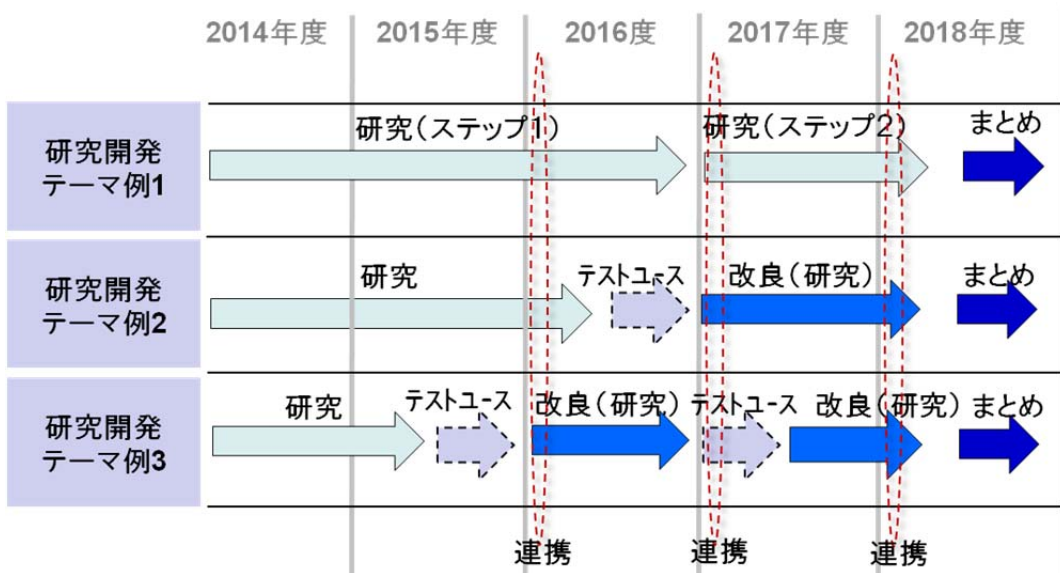 2014年度 2015年度 2016度 2017年度 2018年度
研究開発
テーマ例1
研究（ステップ1） 研究（ステップ2） まとめ
研究開発
テーマ例2
研究 テストユース 改良（研究） まとめ
研究開発
テーマ例3
研究 テストユース 改良（研究） テストユース 改良（研究） まとめ
連携 連携 連携